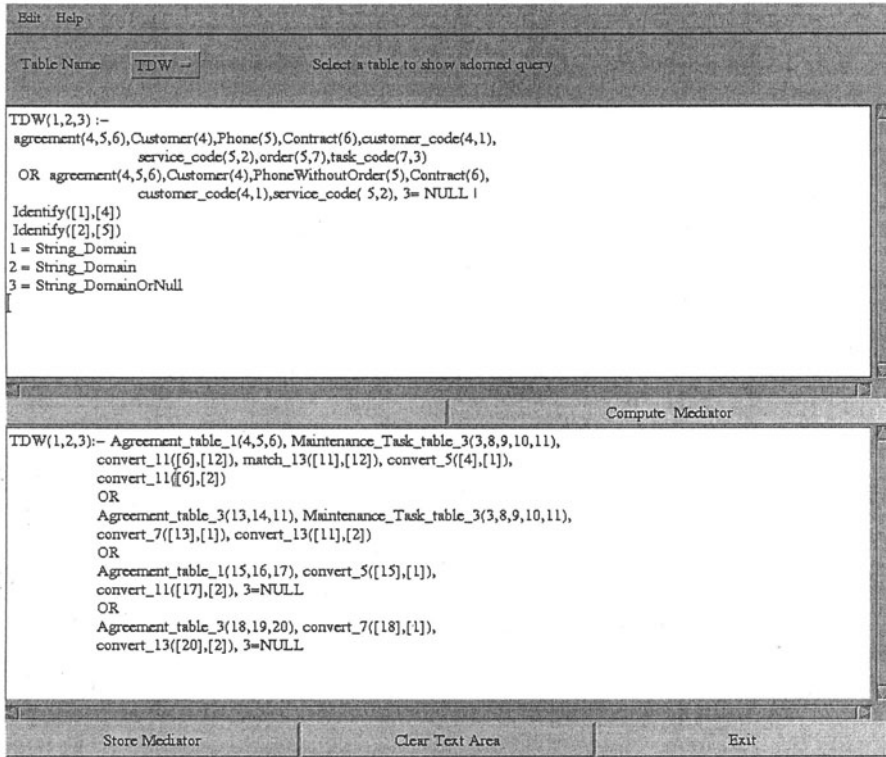 Edit Help
Table Name TDW Select a table to show adorned query
TDW(1,2,3) :-
agreement(4,5,6),Customer(4),Phone(5),Contract(6),customer_code(4,1),
service_code(5,2),order(5,7),task_code(7,3)
OR agreement(4,5,6),Customer(4),PhoneWithoutOrder(5),Contract(6),
customer_code(4,1),service_code( 5,2), 3= NULL |
Identify([1],[4])
Identify([2],[5])
1 = String_Domain
2 = String_Domain
3 = String_DomainOrNull
Compute Mediator
TDW(1,2,3):- Agreement_table_1(4,5,6), Maintenance_Task_table_3(3,8,9,10,11),
convert_11([6],[12]), match_13([11],[12]), convert_5([4],[1]),
convert_11([6],[2])
OR
Agreement_table_3(13,14,11), Maintenance_Task_table_3(3,8,9,10,11),
convert_7([13],[1]), convert_13([11],[2])
OR
Agreement_table_1(15,16,17), convert_5([15],[1]),
convert_11([17],[2]), 3=NULL
OR
Agreement_table_3(18,19,20), convert_7([18],[1]),
convert_13([20],[2]), 3=NULL
Store Mediator Clear Text Area Exit